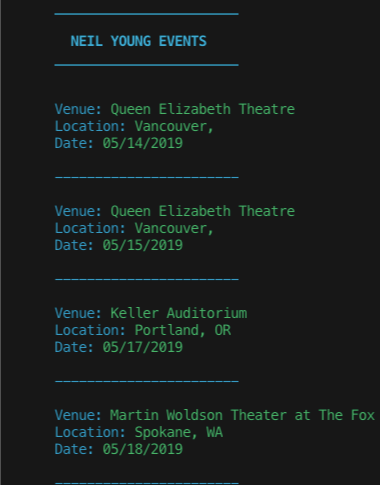 NEIL YOUNG EVENTS
Venue: Queen Elizabeth Theatre
Location: Vancouver,
Date: 05/14/2019
Venue: Queen Elizabeth Theatre
Location: Vancouver,
Date: 05/15/2019
Venue: Keller Auditorium
Location: Portland, OR
Date: 05/17/2019
Venue: Martin Woldson Theater at The Fox
Location: Spokane, WA
Date: 05/18/2019